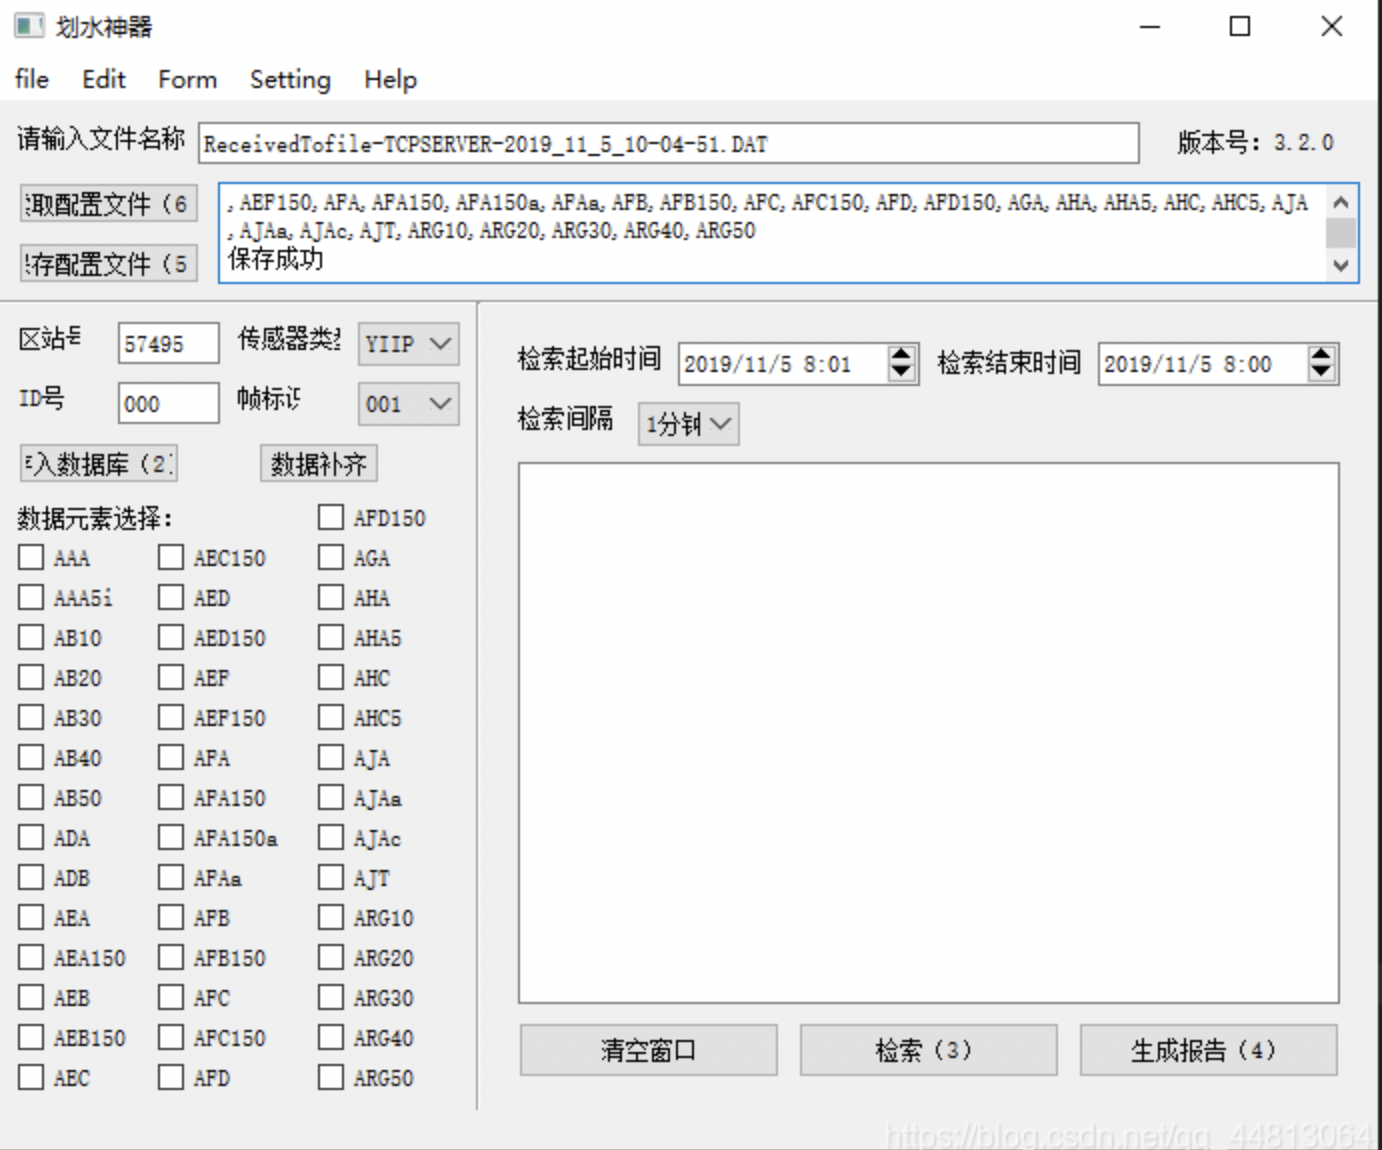 划水神器
file Edit Form Setting Help
请输入文件名称 ReceivedTofile-TCPSERVER-2019_11_5_10-04-51.DAT 版本号: 3.2.0
取配置文件（6
, AEF150, AFA, AFA150, AFA150a, AFAa, AFB, AFB150, AFC, AFC150, AFD, AFD150, AGA, AHA, AHA5, AHC, AHC5, AJA
, AJAa, AJAc, AJT, ARG10, ARG20, ARG30, ARG40, ARG50
存配置文件（5
保存成功
区站号 57495 传感器类 YIIP
检索起始时间 2019/11/5 8:01 检索结束时间 2019/11/5 8:00
ID号 000 帧标识 001
检索间隔 1分钟
入数据库（2 数据补齐
数据元素选择: AFD150
AAA AEC150 AGA
AAA5i AED AHA
AB10 AED150 AHA5
AB20 AEF AHC
AB30 AEF150 AHC5
AB40 AFA AJA
AB50 AFA150 AJAa
ADA AFA150a AJAc
ADB AFAa AJT
AEA AFB ARG10
AEA150 AFB150 ARG20
AEB AFC ARG30
AEB150 AFC150 ARG40
AEC AFD ARG50
清空窗口 检索（3） 生成报告（4）
https://blog.csdn.net/qq_44813064